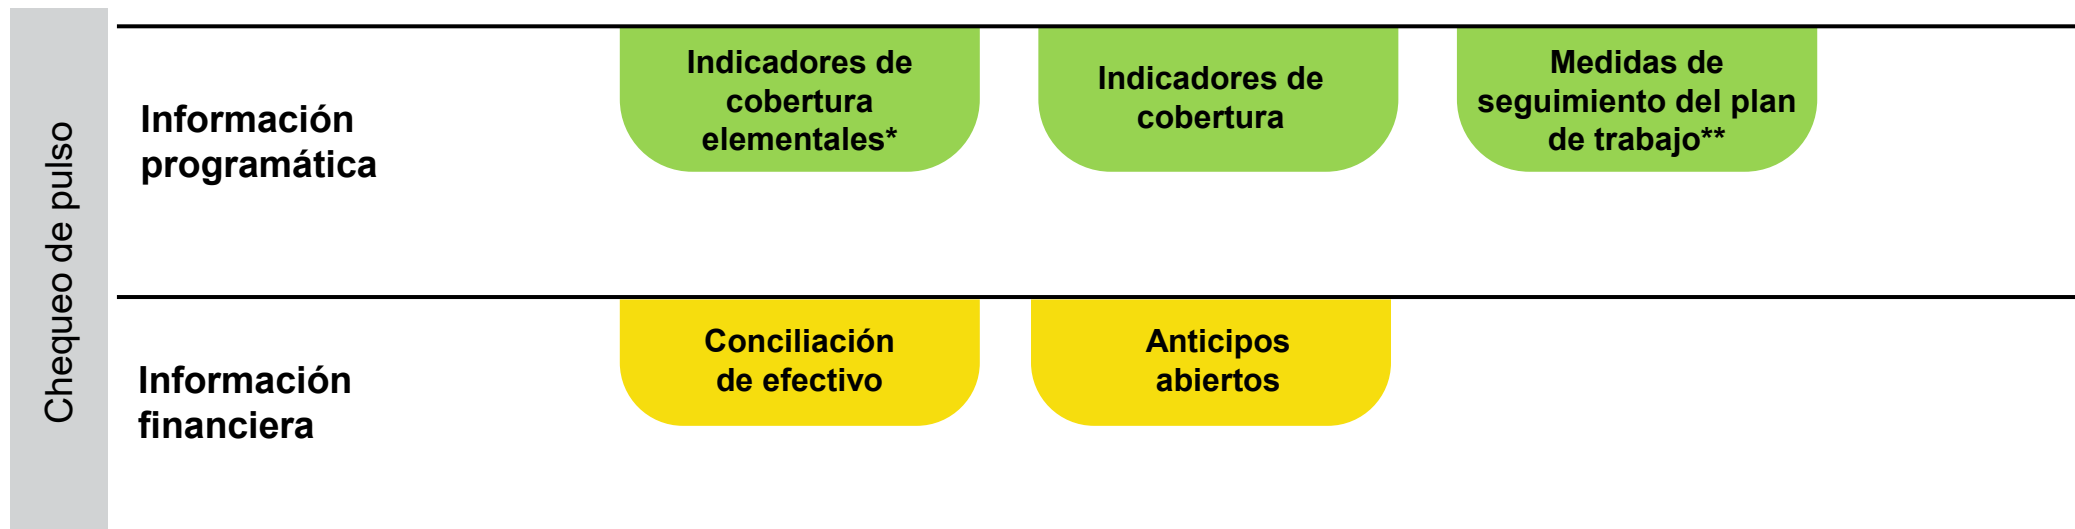 Chequeo de pulso
Información
programática
Indicadores de
cobertura
elementales*
Indicadores de
cobertura
Medidas de
seguimiento del plan
de trabajo**
Información
financiera
Conciliación
de efectivo
Anticipos
abiertos